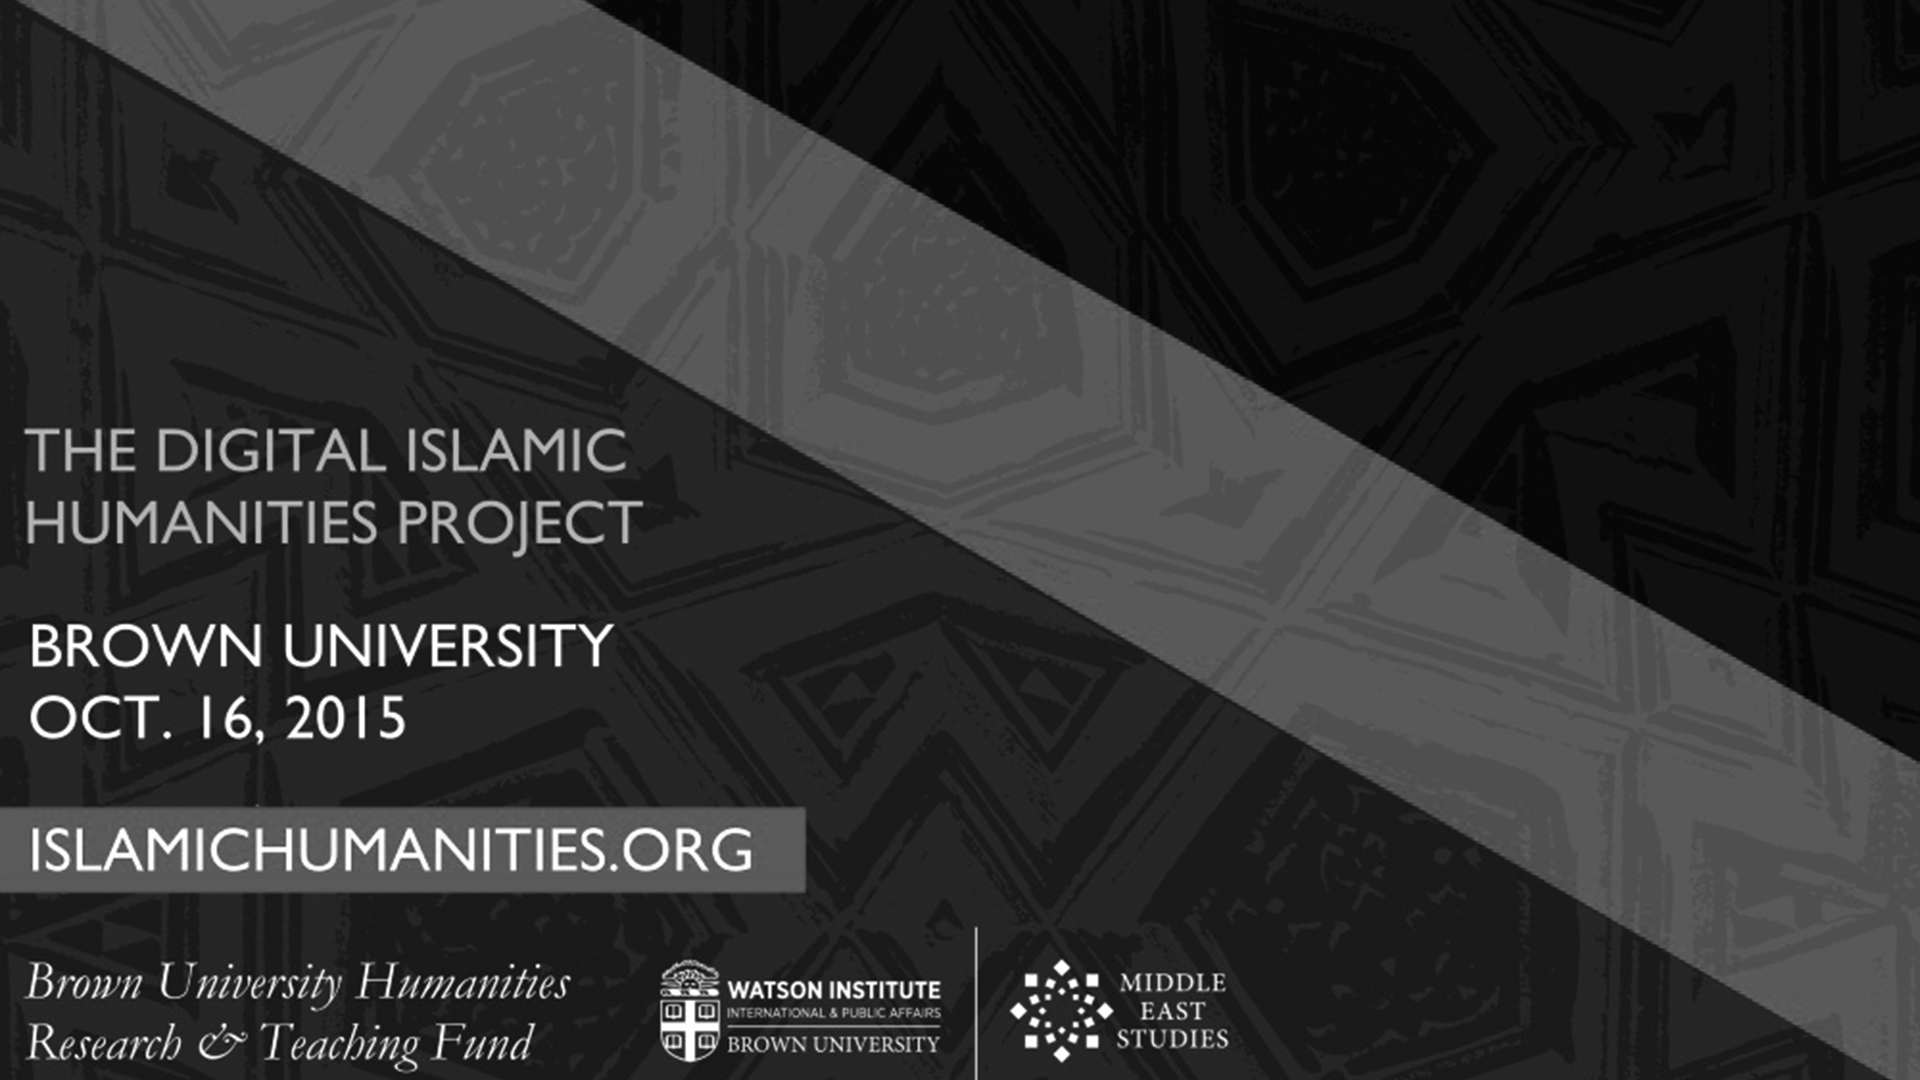 THE DIGITAL ISLAMIC
HUMANITIES PROJECT
BROWN UNIVERSITY
OCT. 16, 2015
ISLAMICHUMANITIES.ORG
Brown University Humanities
Research & Teaching Fund
WATSON INSTITUTE
INTERNATIONAL & PUBLIC AFFAIRS
BROWN UNIVERSITY
MIDDLE
EAST
STUDIES